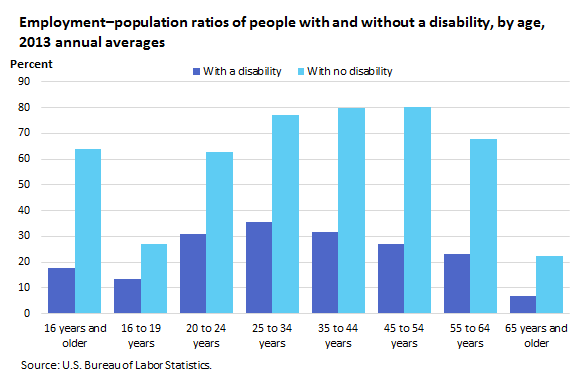 Employment–population ratios of people with and without a disability, by age,
2013 annual averages
Percent
With a disability
With no disability
90
80
70
60
50
40
30
20
10
0
16 years and
older
16 to 19
years
20 to 24
years
25 to 34
years
35 to 44
years
45 to 54
years
55 to 64
years
65 years and
older
Source: U.S. Bureau of Labor Statistics.